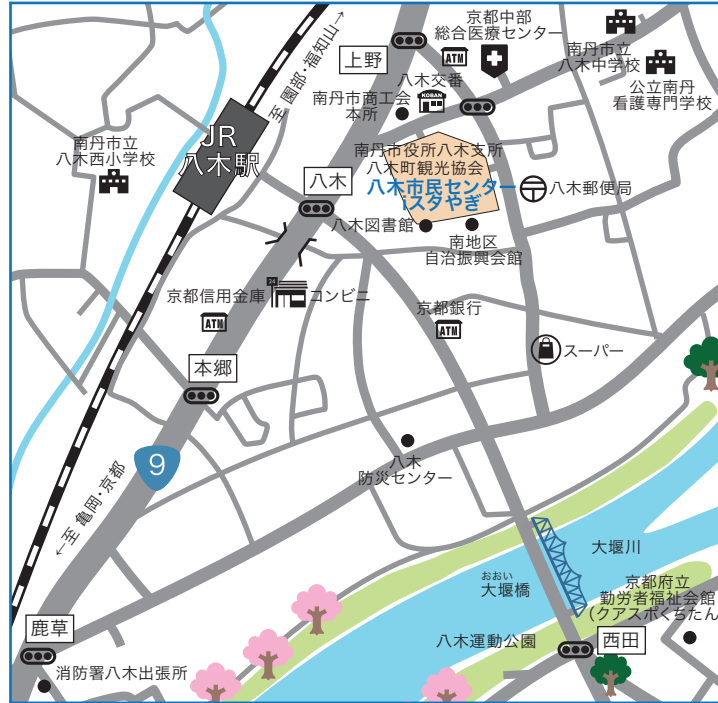 至 園部・福知山→
上野
京都中部
総合医療センター
ATM
南丹市立
八木中学校
公立南丹
看護専門学校
八木交番
KOBAN
南丹市商工会
本所
南丹市立
八木西小学校
JR
八木駅
南丹市役所八木支所
八木町観光協会
八木市民センター
iスタやぎ
八木郵便局
八木
八木図書館
南地区
自治振興会館
京都信用金庫
ATM
24
コンビニ
京都銀行
ATM
スーパー
本郷
9
八木
防災センター
←至 亀岡・京都
大堰川
おおい
大堰橋
京都府立
勤労者福祉会館
(クアスポくちたん
八木運動公園
西田
鹿草
消防署八木出張所